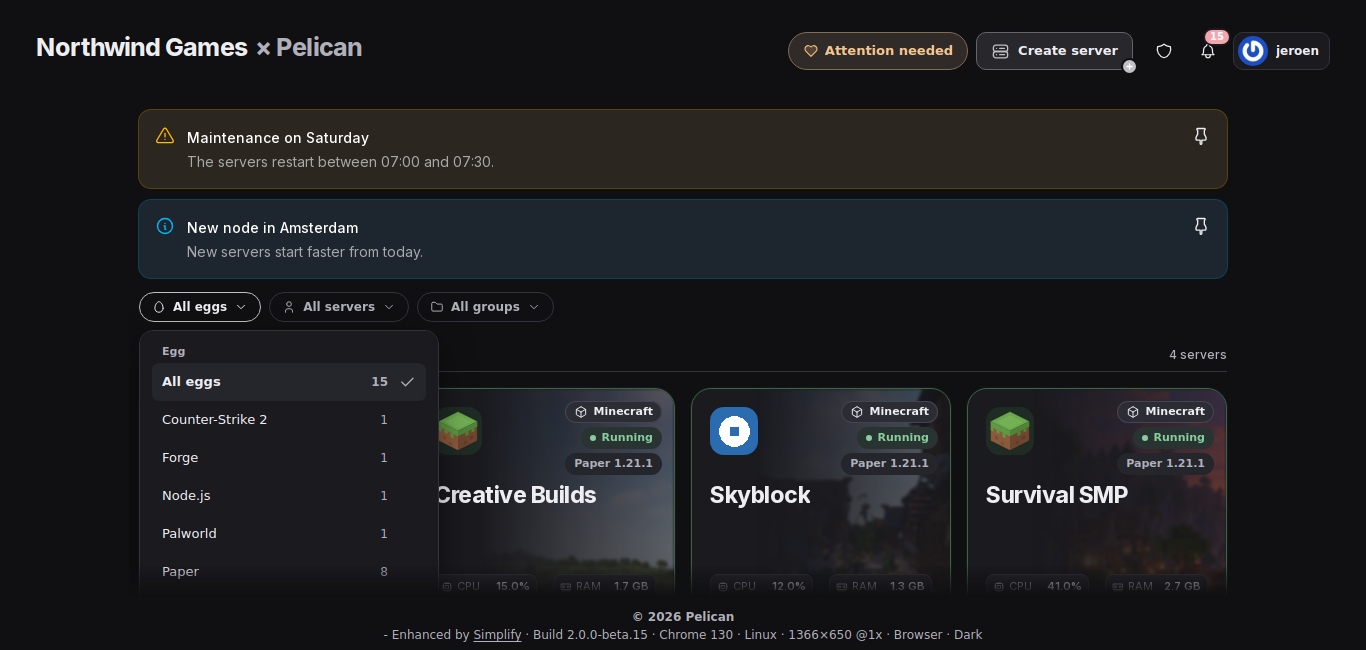 Northwind Games × Pelican
Attention needed
Create server
15
jeroen
Maintenance on Saturday
The servers restart between 07:00 and 07:30.
New node in Amsterdam
New servers start faster from today.
All eggs
All servers
All groups
Egg
All eggs 15
Counter-Strike 2 1
Forge 1
Node.js 1
Palworld 1
Paper 8
4 servers
Minecraft
Running
Paper 1.21.1
Creative Builds
CPU 15.0% RAM 1.7 GB
Minecraft
Running
Paper 1.21.1
Skyblock
CPU 12.0% RAM 1.3 GB
Minecraft
Running
Paper 1.21.1
Survival SMP
CPU 41.0% RAM 2.7 GB
© 2026 Pelican
- Enhanced by Simplify · Build 2.0.0-beta.15 · Chrome 130 · Linux · 1366×650 @1x · Browser · Dark